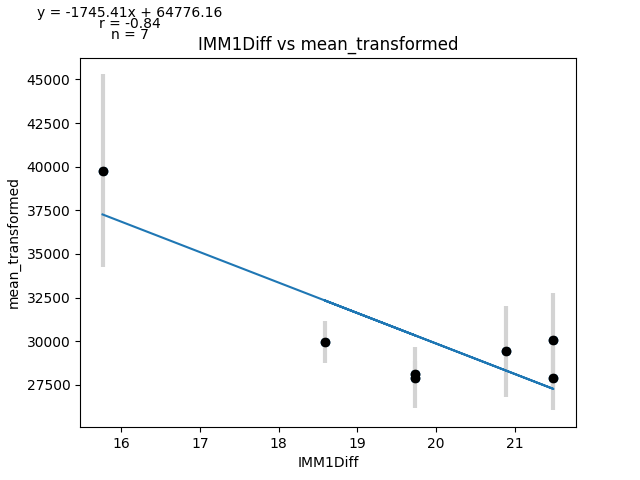 y = -1745.41x + 64776.16
r = -0.84
n = 7
IMM1Diff vs mean_transformed
45000
42500
40000
37500
35000
32500
30000
27500
mean_transformed
16 17 18 19 20 21
IMM1Diff